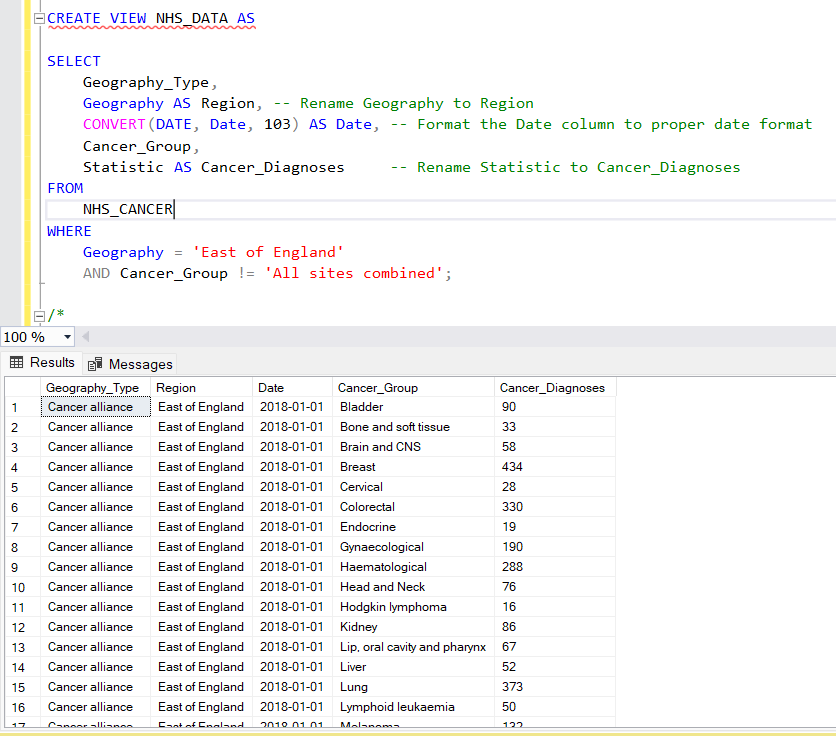 CREATE VIEW NHS_DATA AS
SELECT
Geography_Type,
Geography AS Region, -- Rename Geography to Region
CONVERT(DATE, Date, 103) AS Date, -- Format the Date column to proper date format
Cancer_Group,
Statistic AS Cancer_Diagnoses -- Rename Statistic to Cancer_Diagnoses
FROM
NHS_CANCER
WHERE
Geography = 'East of England'
AND Cancer_Group != 'All sites combined';
/*
100 %
Results Messages
Geography_Type Region Date Cancer_Group Cancer_Diagnoses
1 Cancer alliance East of England 2018-01-01 Bladder 90
2 Cancer alliance East of England 2018-01-01 Bone and soft tissue 33
3 Cancer alliance East of England 2018-01-01 Brain and CNS 58
4 Cancer alliance East of England 2018-01-01 Breast 434
5 Cancer alliance East of England 2018-01-01 Cervical 28
6 Cancer alliance East of England 2018-01-01 Colorectal 330
7 Cancer alliance East of England 2018-01-01 Endocrine 19
8 Cancer alliance East of England 2018-01-01 Gynaecological 190
9 Cancer alliance East of England 2018-01-01 Haematological 288
10 Cancer alliance East of England 2018-01-01 Head and Neck 76
11 Cancer alliance East of England 2018-01-01 Hodgkin lymphoma 16
12 Cancer alliance East of England 2018-01-01 Kidney 86
13 Cancer alliance East of England 2018-01-01 Lip, oral cavity and pharynx 67
14 Cancer alliance East of England 2018-01-01 Liver 52
15 Cancer alliance East of England 2018-01-01 Lung 373
16 Cancer alliance East of England 2018-01-01 Lymphoid leukaemia 50
17 Cancer alliance East of England 2018-01-01 Melanoma 132